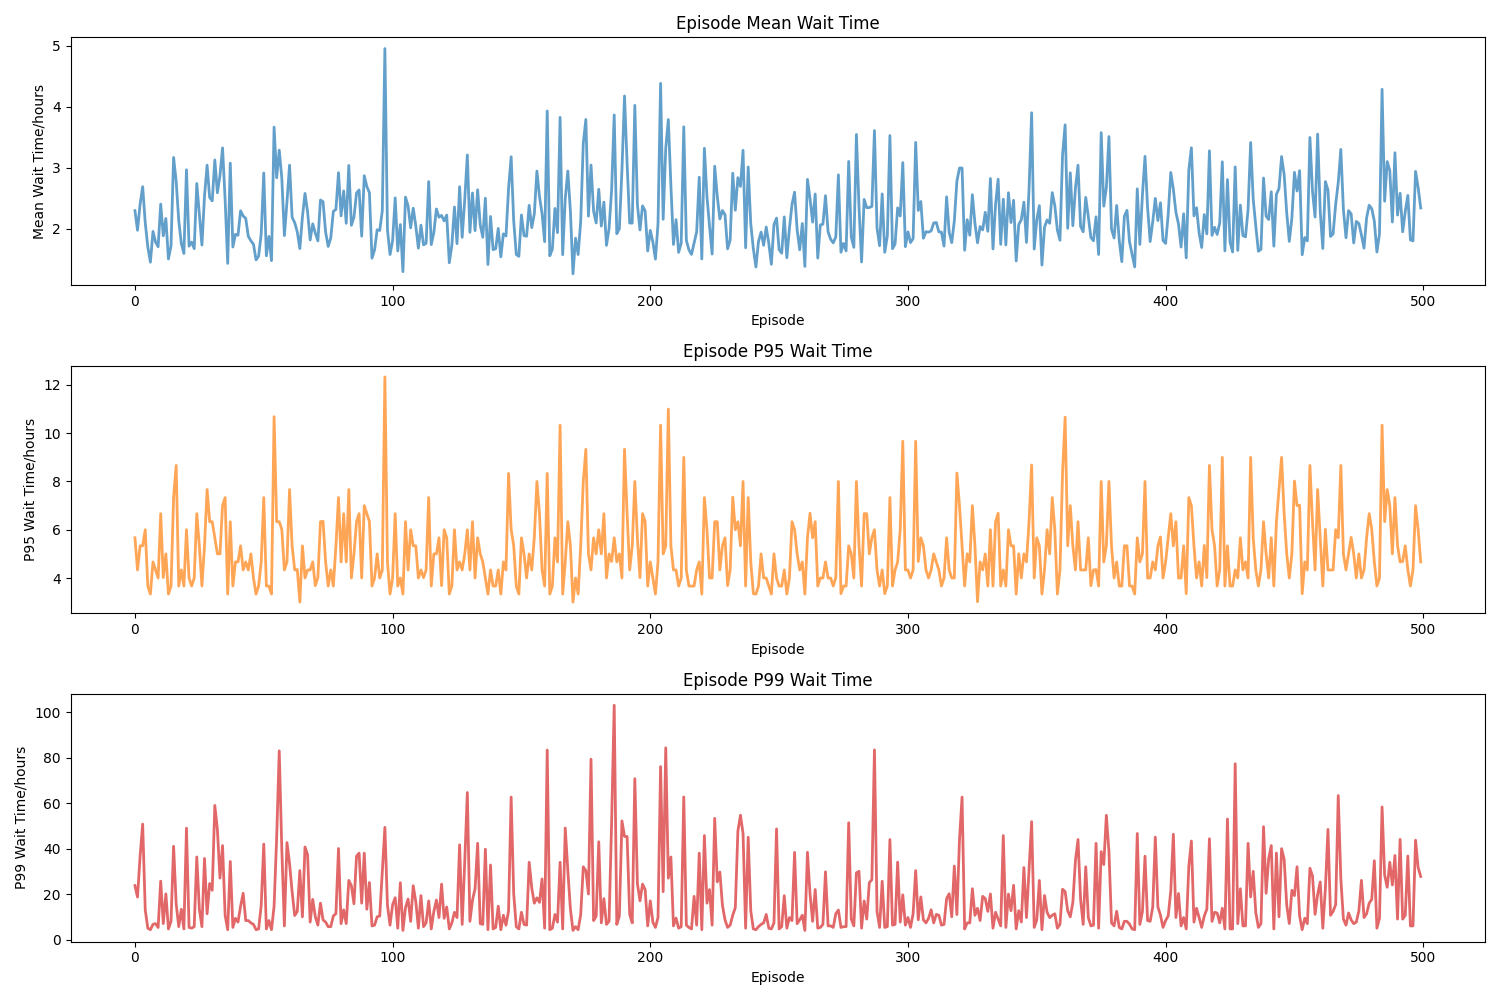 Episode Mean Wait Time
Mean Wait Time/hours
5
4
3
2
0 100 200 300 400 500
Episode
Episode P95 Wait Time
P95 Wait Time/hours
12
10
8
6
4
0 100 200 300 400 500
Episode
Episode P99 Wait Time
P99 Wait Time/hours
100
80
60
40
20
0
0 100 200 300 400 500
Episode